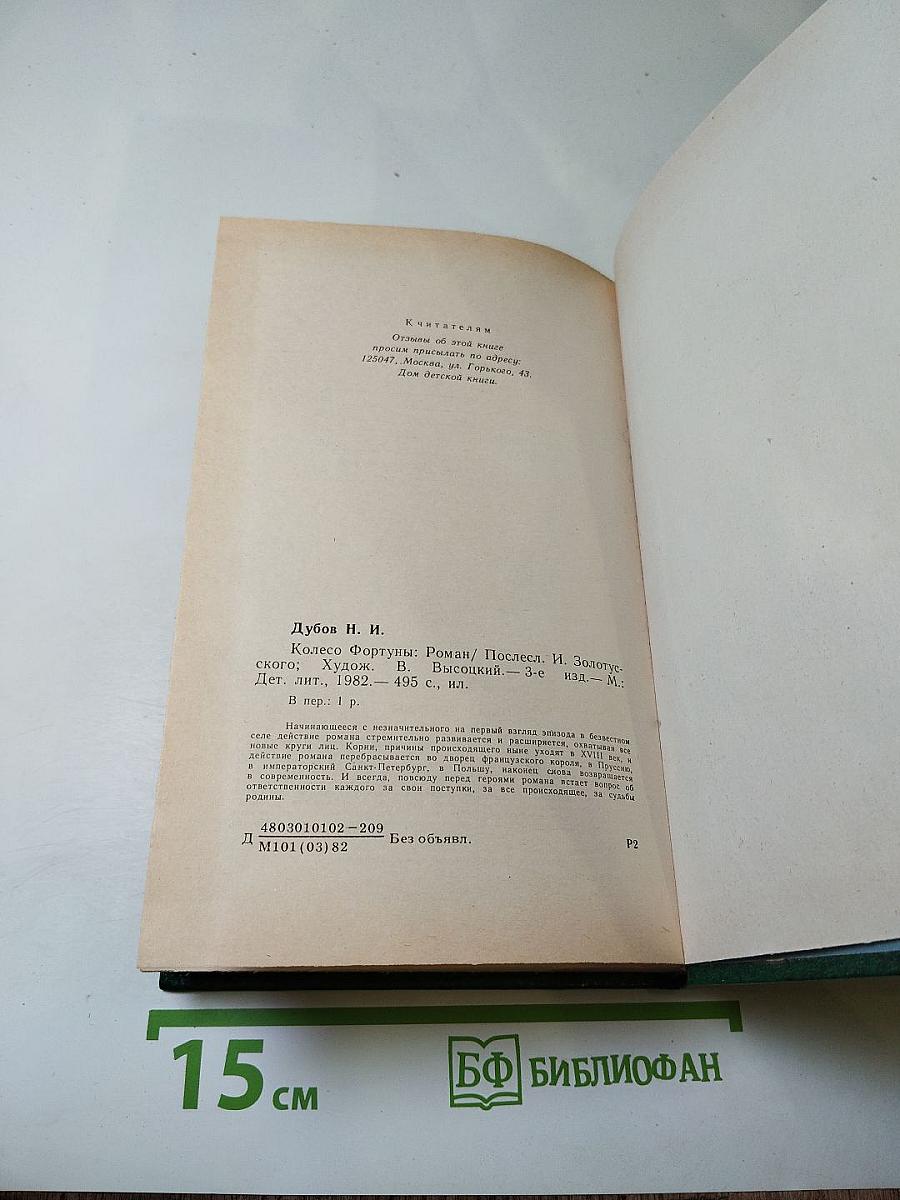 К читателям
Отзывы об этой книге
просим присылать по адресу:
125047, Москва, ул. Горького, 43.
Дом детской книги.
Дубов Н. И.
Колесо Фортуны: Роман/ Послесл. И. Золотус-
ского; Худож. В. Высоцкий.— 3-е изд.— М.:
Дет. лит., 1982.— 495 с., ил.
В пер.: 1 р.
Начинающееся с незначительного на первый взгляд эпизода в безвестном
селе действие романа стремительно развивается и расширяется, охватывая все
новые круги лиц. Корни, причины происходящего ныне уходят в XVIII век, и
действие романа перебрасывается во дворец французского короля, в Пруссию,
в императорский Санкт-Петербург, в Польшу, наконец снова возвращается
в современность. И всегда, повсюду перед героями романа встает вопрос об
ответственности каждого за свои поступки, за все происходящее, за судьбы
родины.
Д 4803010102—209 Без объявл.
М101(03)82
Р2
15 см
БФ БИБЛИОФАН